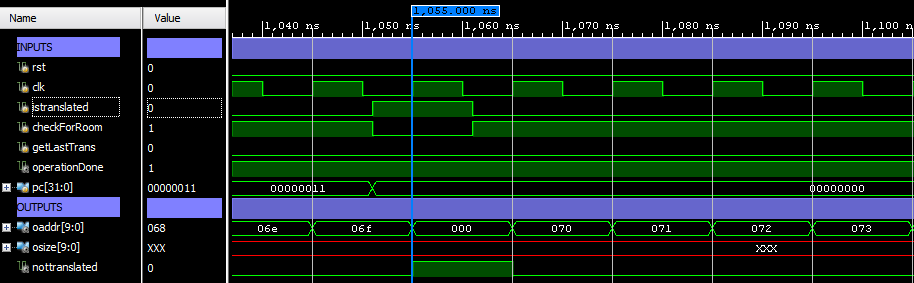 Name Value
1,055.000 ns
1,040 ns 1,050 ns 1,060 ns 1,070 ns 1,080 ns 1,090 ns 1,100
INPUTS
rst 0
clk 0
istranslated 0
checkForRoom 1
getLastTrans 0
operationDone 1
pc[31:0] 00000011 00000011 00000000
OUTPUTS
oaddr[9:0] 068 06e 06f 000 070 071 072 073
osize[9:0] XXX XXX
nottranslated 0